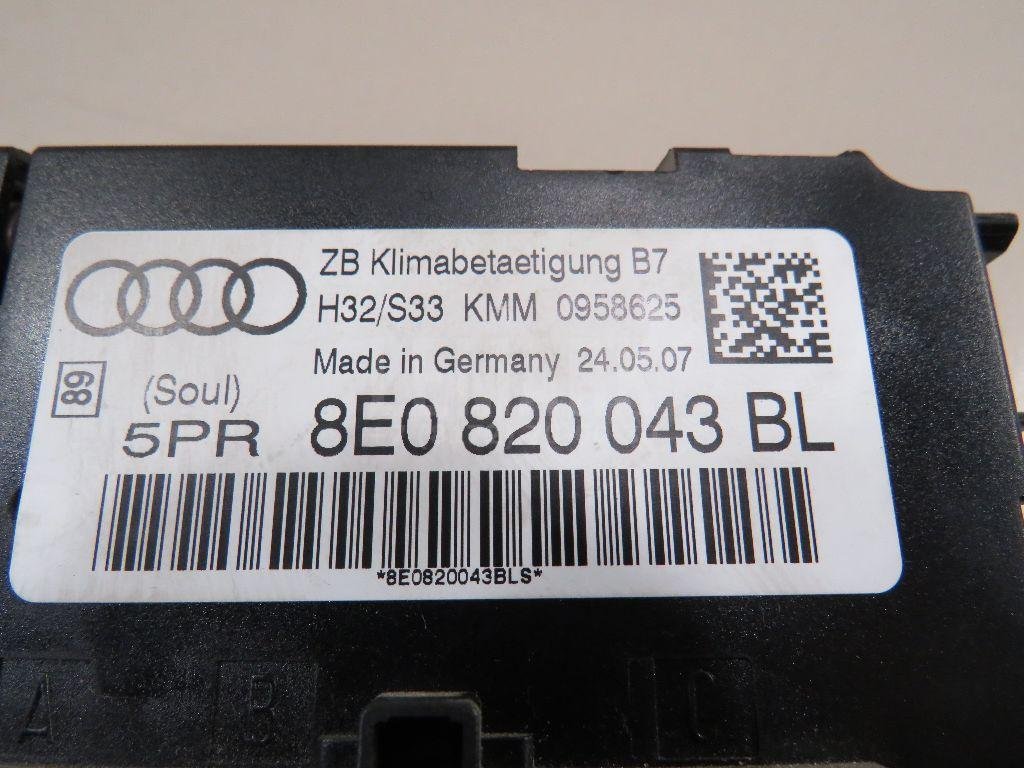 ZB Klimabetaetigung B7
H32/S33 KMM 0958625
Made in Germany 24.05.07
89
(Soul)
5PR 8E0 820 043 BL
*8E0820043BLS*
A B C